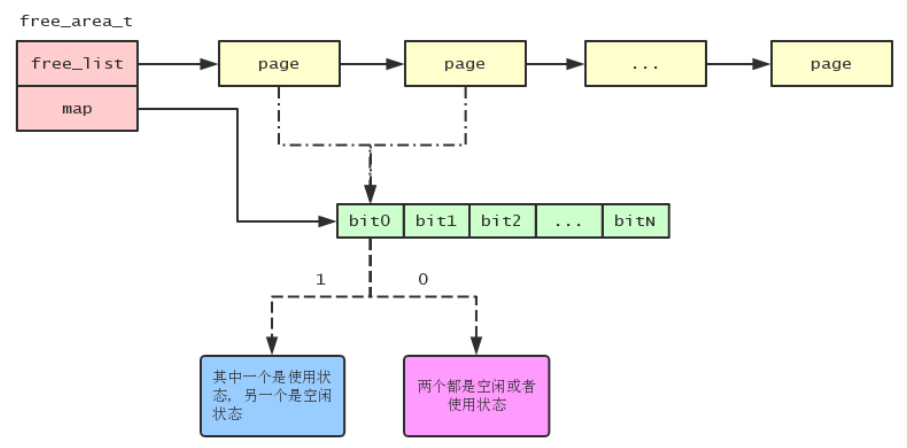 free_area_t
free_list
page
page
...
page
map
bit0
bit1
bit2
...
bitN
1
0
其中一个是使用状
态, 另一个是空闲
状态
两个都是空闲或者
使用状态